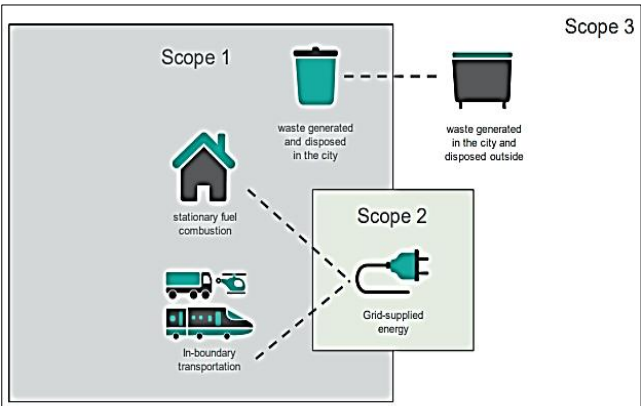 Scope 3
Scope 1
waste generated
and disposed
in the city
waste generated
in the city and
disposed outside
stationary fuel
combustion
Scope 2
Grid-supplied
energy
In-boundary
transportation